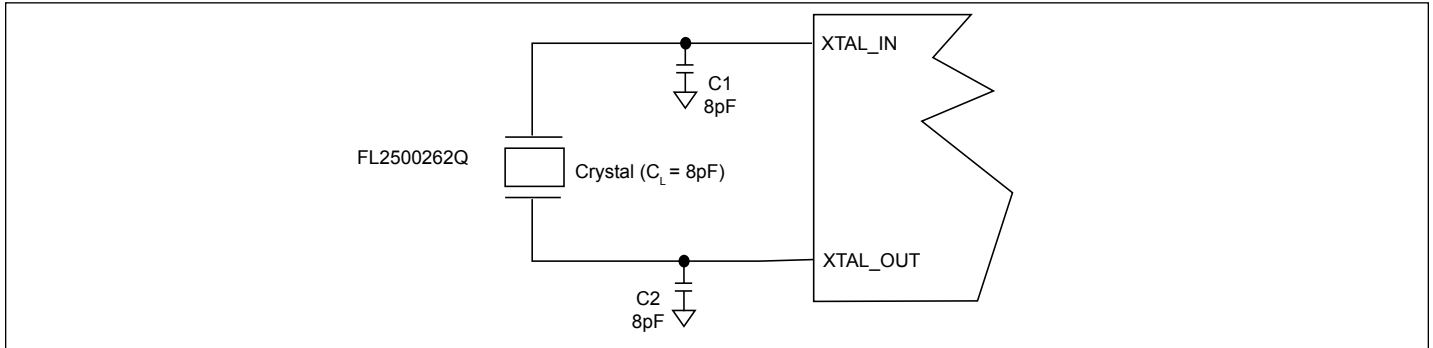 XTAL_IN
C1
8pF
FL2500262Q
Crystal (C_L = 8pF)
XTAL_OUT
C2
8pF